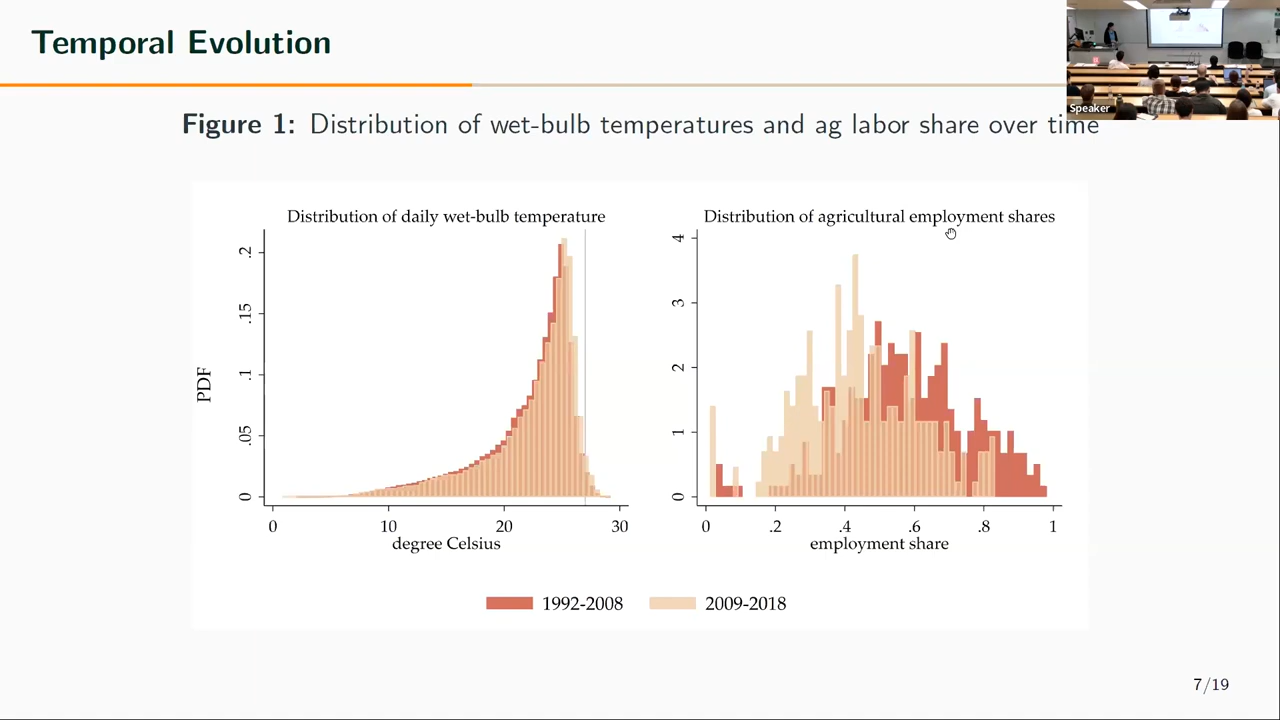 Temporal Evolution
Speaker
Figure 1: Distribution of wet-bulb temperatures and ag labor share over time
Distribution of daily wet-bulb temperature
PDF
0
.05
.1
.15
.2
0
10
20
30
degree Celsius
Distribution of agricultural employment shares
0
1
2
3
4
0
.2
.4
.6
.8
1
employment share
1992-2008
2009-2018
7/19